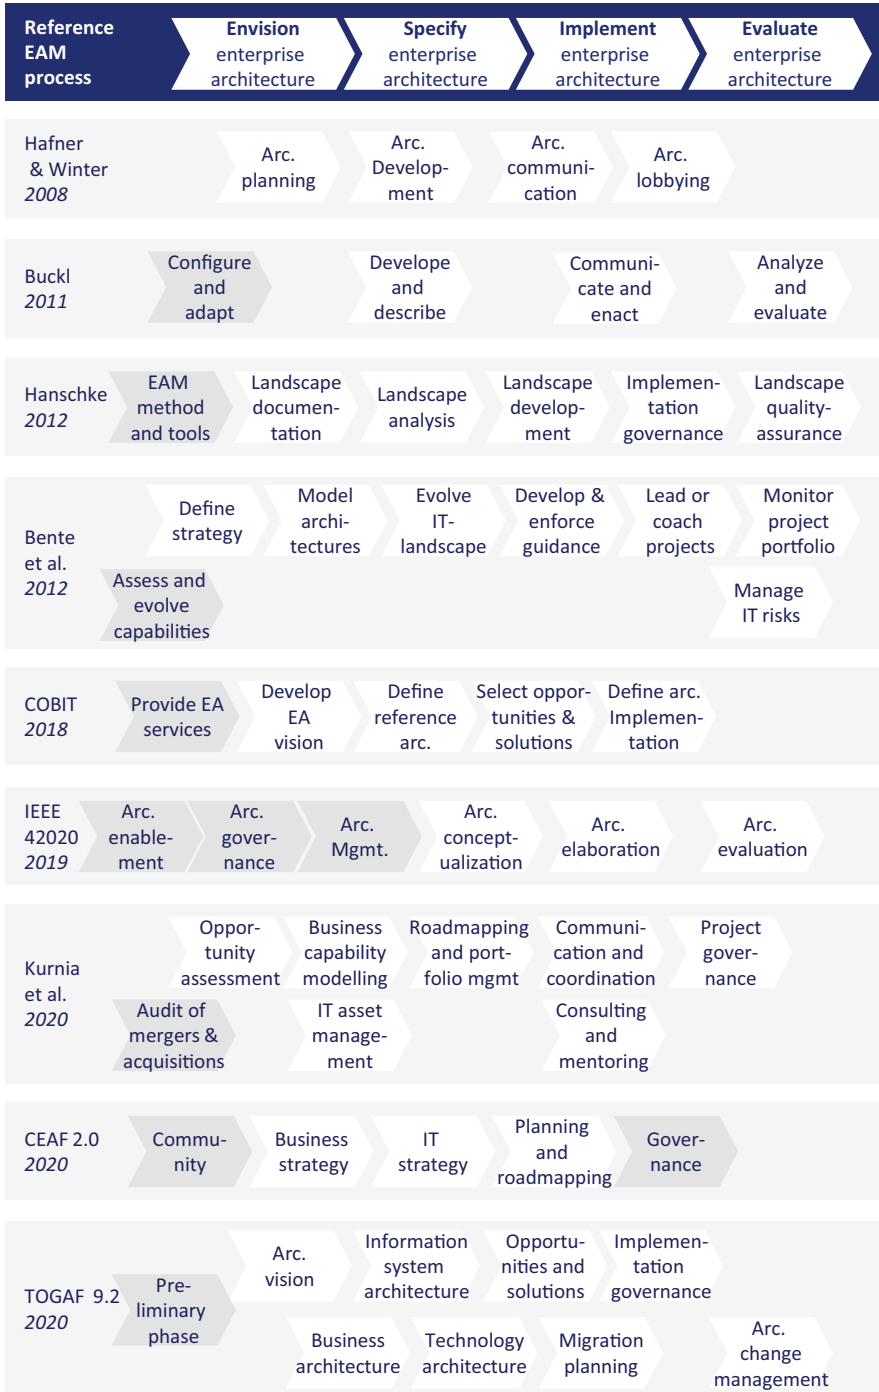 Reference
EAM
process
Envision
enterprise
architecture
Specify
enterprise
architecture
Implement
enterprise
architecture
Evaluate
enterprise
architecture
Hafner
& Winter
2008
Arc.
planning
Arc.
Develop-
ment
Arc.
communi-
cation
Arc.
lobbying
Buckl
2011
Configure
and
adapt
Develope
and
describe
Communi-
cate and
enact
Analyze
and
evaluate
Hanschke
2012
EAM
method
and tools
Landscape
documen-
tation
Landscape
analysis
Landscape
develop-
ment
Implemen-
tation
governance
Landscape
quality-
assurance
Bente
et al.
2012
Define
strategy
Model
archi-
tectures
Evolve
IT-
landscape
Develop &
enforce
guidance
Lead or
coach
projects
Monitor
project
portfolio
Assess and
evolve
capabilities
Manage
IT risks
COBIT
2018
Provide EA
services
Develop
EA
vision
Define
reference
arc.
Select oppor-
tunities &
solutions
Define arc.
Implemen-
tation
IEEE
42020
2019
Arc.
enable-
ment
Arc.
gover-
nance
Arc.
Mgmt.
Arc.
concept-
ualization
Arc.
elaboration
Arc.
evaluation
Kurnia
et al.
2020
Oppor-
tunity
assessment
Business
capability
modelling
Roadmapping
and port-
folio mgmt
Communi-
cation and
coordination
Project
gover-
nance
Audit of
mergers &
acquisitions
IT asset
manage-
ment
Consulting
and
mentoring
CEAF 2.0
2020
Commu-
nity
Business
strategy
IT
strategy
Planning
and
roadmapping
Gover-
nance
TOGAF 9.2
2020
Pre-
liminary
phase
Arc.
vision
Information
system
architecture
Opportu-
nities and
solutions
Implemen-
tation
governance
Business
architecture
Technology
architecture
Migration
planning
Arc.
change
management